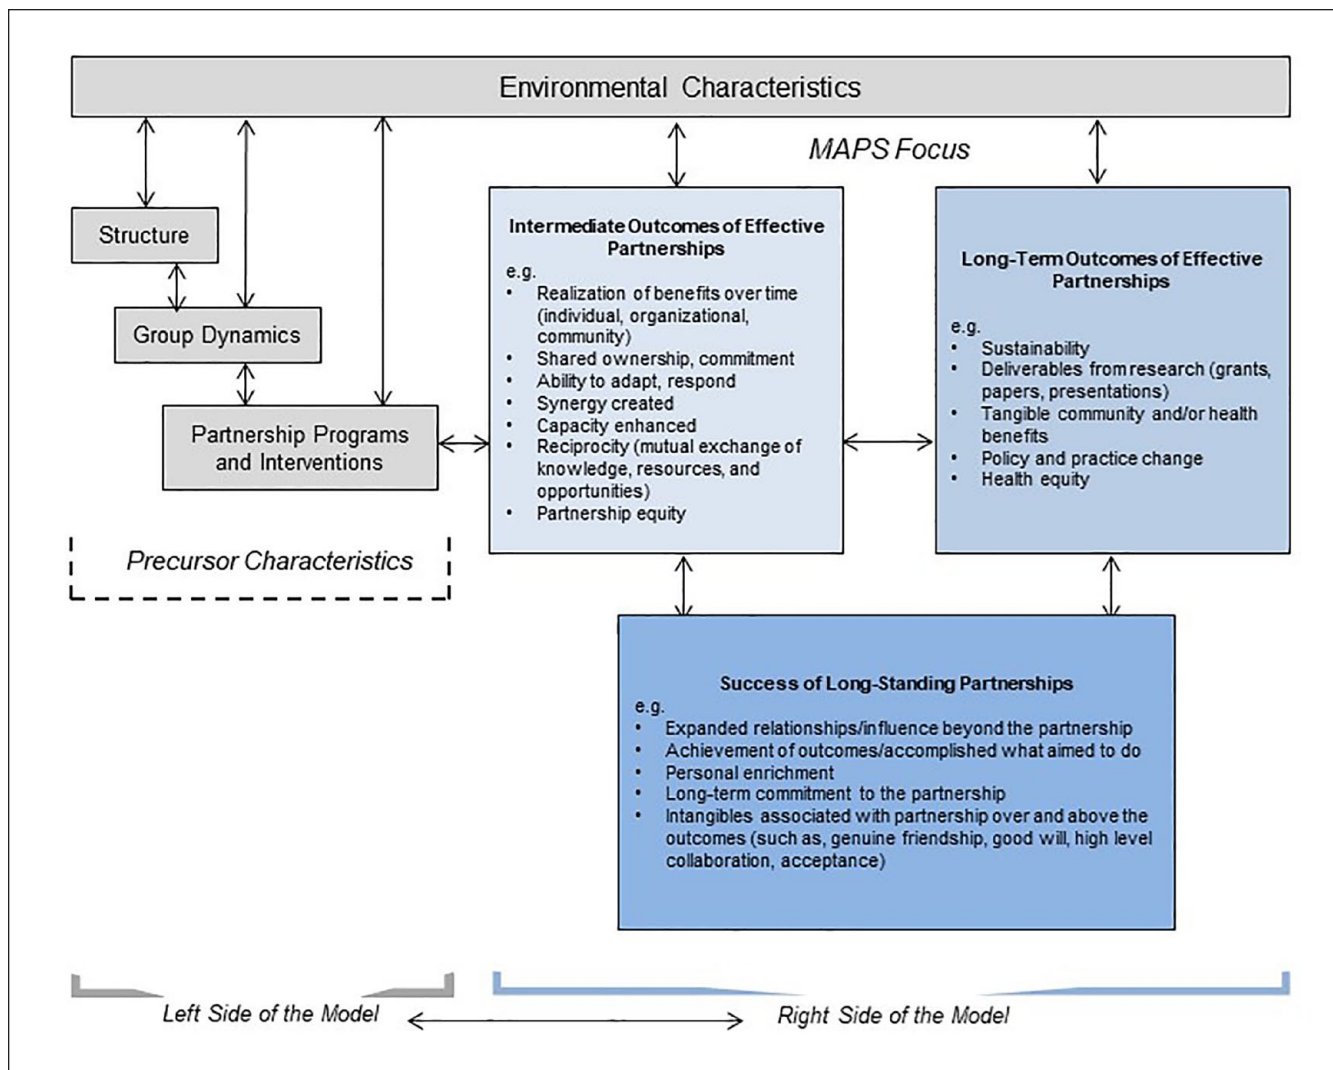 Environmental Characteristics
MAPS Focus
Structure
Group Dynamics
Partnership Programs
and Interventions
Precursor Characteristics
Intermediate Outcomes of Effective
Partnerships
e.g.
• Realization of benefits over time
(individual, organizational,
community)
• Shared ownership, commitment
• Ability to adapt, respond
• Synergy created
• Capacity enhanced
• Reciprocity (mutual exchange of
knowledge, resources, and
opportunities)
• Partnership equity
Long-Term Outcomes of Effective
Partnerships
e.g.
• Sustainability
• Deliverables from research (grants,
papers, presentations)
• Tangible community and/or health
benefits
• Policy and practice change
• Health equity
Success of Long-Standing Partnerships
e.g.
• Expanded relationships/influence beyond the partnership
• Achievement of outcomes/accomplished what aimed to do
• Personal enrichment
• Long-term commitment to the partnership
• Intangibles associated with partnership over and above the
outcomes (such as, genuine friendship, good will, high level
collaboration, acceptance)
Left Side of the Model
Right Side of the Model